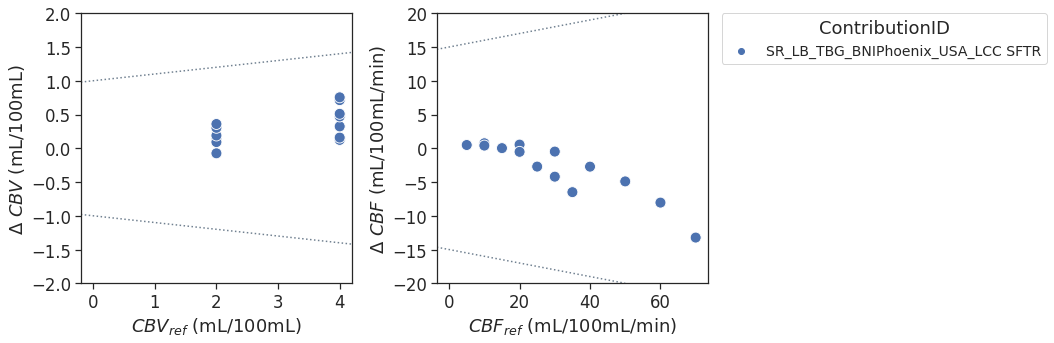 2.0
1.5
1.0
0.5
0.0
−0.5
−1.0
−1.5
−2.0
Δ CBV (mL/100mL)
0 1 2 3 4
CBV_ref (mL/100mL)
20
15
10
5
0
−5
−10
−15
−20
Δ CBF (mL/100mL/min)
0 20 40 60
CBF_ref (mL/100mL/min)
ContributionID
SR_LB_TBG_BNIPhoenix_USA_LCC SFTR